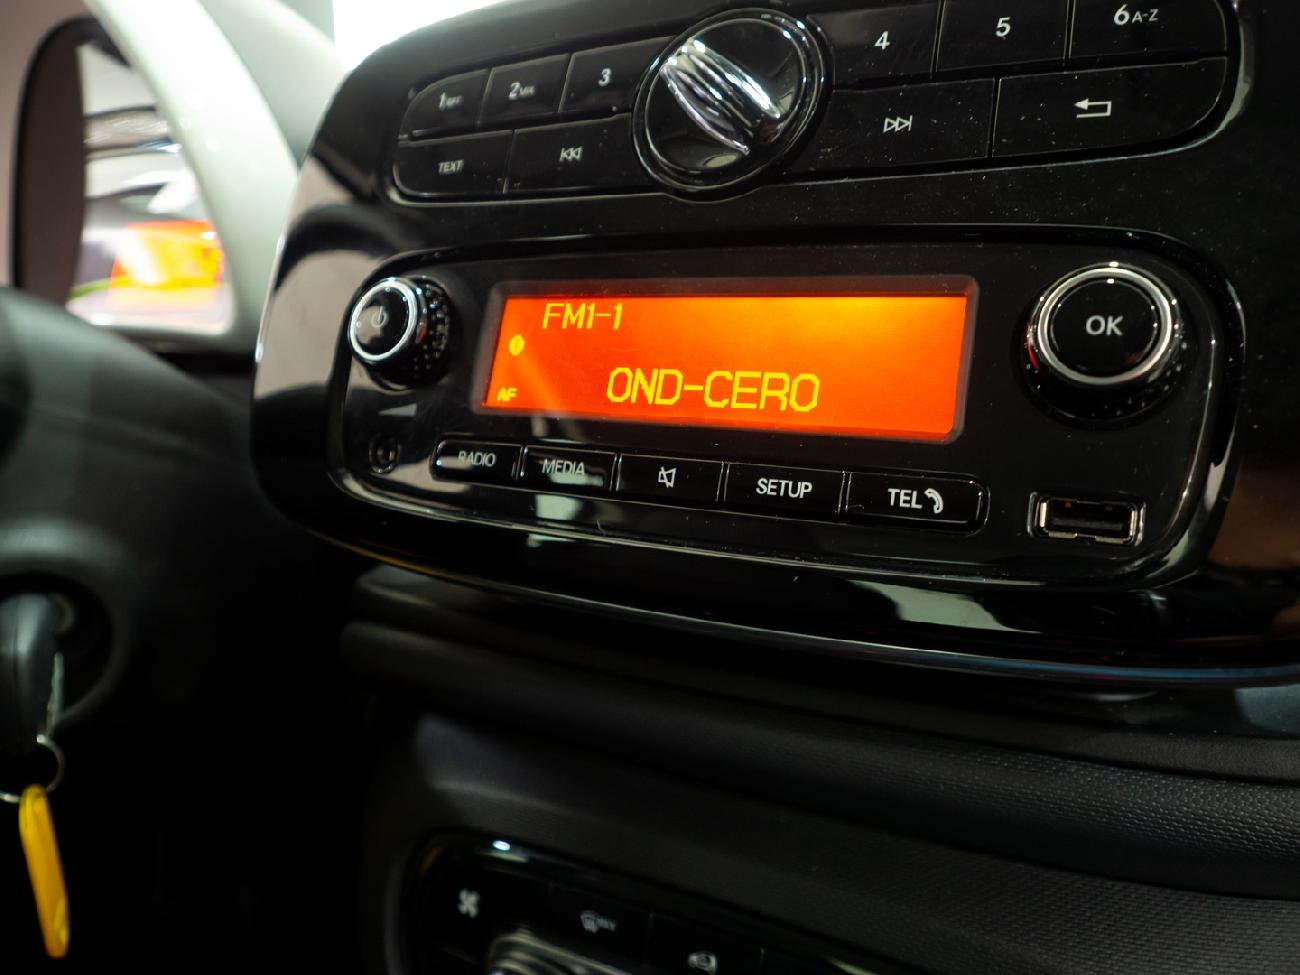 1
2
3
4
5
6 A-Z
TEXT
FM1-1
AF
OND-CERO
OK
RADIO
MEDIA
SETUP
TEL